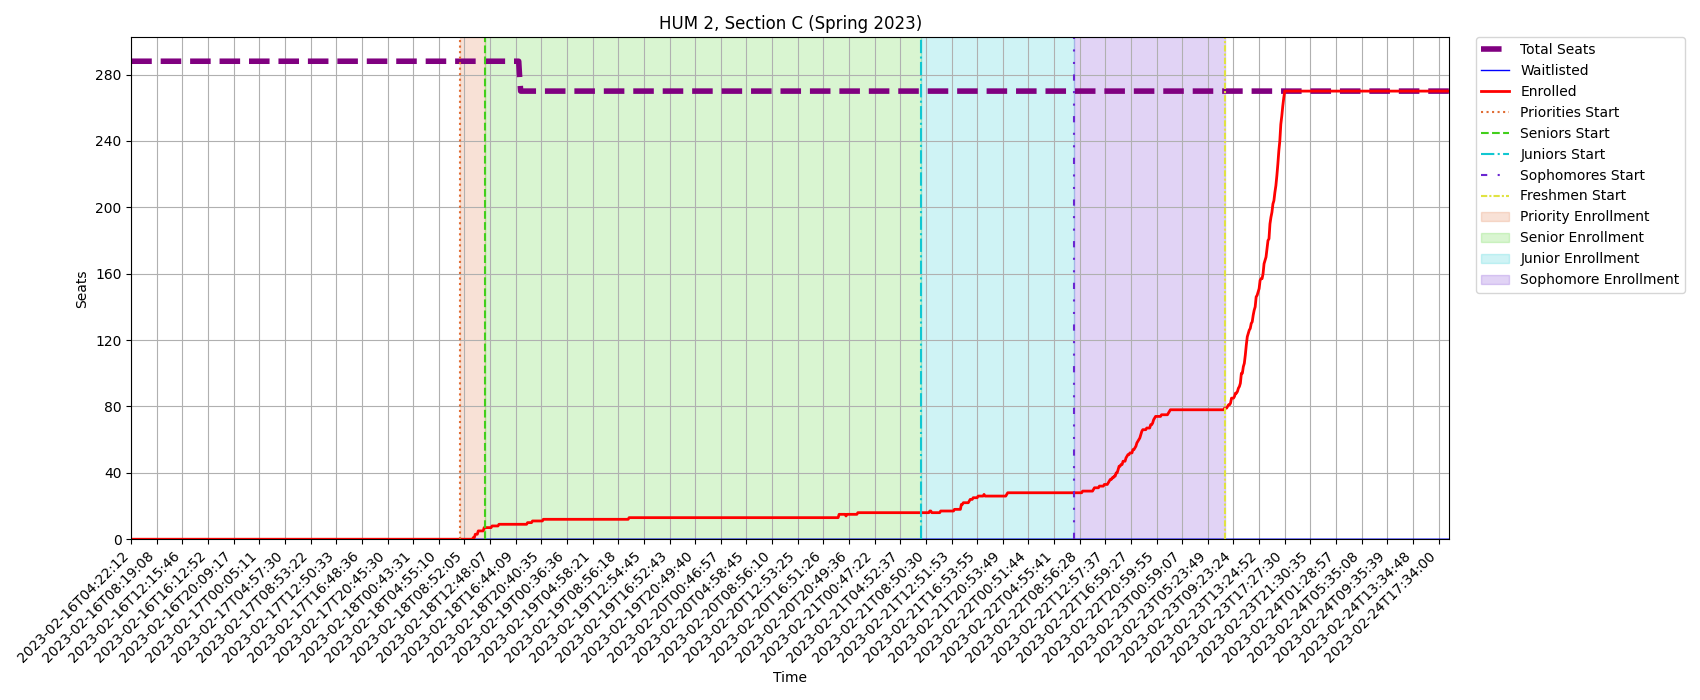 HUM 2, Section C (Spring 2023)
Seats
280
240
200
160
120
80
40
0
2023-02-16T04:22:12
2023-02-16T08:19:08
2023-02-16T12:15:46
2023-02-16T16:12:52
2023-02-16T20:09:17
2023-02-17T00:05:11
2023-02-17T04:57:30
2023-02-17T08:53:22
2023-02-17T12:50:33
2023-02-17T16:48:36
2023-02-17T20:45:30
2023-02-18T00:43:31
2023-02-18T04:55:10
2023-02-18T08:52:05
2023-02-18T12:48:07
2023-02-18T16:44:09
2023-02-18T20:40:35
2023-02-19T00:36:36
2023-02-19T04:58:21
2023-02-19T08:56:18
2023-02-19T12:54:45
2023-02-19T16:52:43
2023-02-19T20:49:40
2023-02-20T00:46:57
2023-02-20T04:58:45
2023-02-20T08:56:10
2023-02-20T12:53:25
2023-02-20T16:51:26
2023-02-20T20:49:36
2023-02-21T00:47:22
2023-02-21T04:52:37
2023-02-21T08:50:30
2023-02-21T12:51:53
2023-02-21T16:53:55
2023-02-21T20:53:49
2023-02-22T00:51:44
2023-02-22T04:55:41
2023-02-22T08:56:28
2023-02-22T12:57:37
2023-02-22T16:59:27
2023-02-22T20:59:55
2023-02-23T00:59:07
2023-02-23T05:23:49
2023-02-23T09:23:24
2023-02-23T13:24:52
2023-02-23T17:27:30
2023-02-23T21:30:35
2023-02-24T01:28:57
2023-02-24T05:35:08
2023-02-24T09:35:39
2023-02-24T13:34:48
2023-02-24T17:34:00
Time
Total Seats
Waitlisted
Enrolled
Priorities Start
Seniors Start
Juniors Start
Sophomores Start
Freshmen Start
Priority Enrollment
Senior Enrollment
Junior Enrollment
Sophomore Enrollment